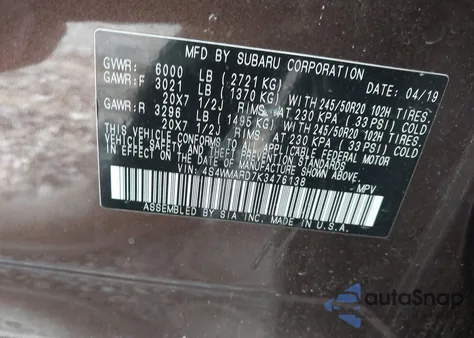 MFD BY SUBARU CORPORATION
DATE: 04/19
GVWR: 6000 LB (2721 KG)
GAWR:F 3021 LB (1370 KG), WITH 245/50R20 102H TIRES.
20X7 1/2J RIMS, AT 230 KPA (33 PSI) COLD.
GAWR:R 3296 LB (1495 KG), WITH 245/50R20 102H TIRES.
20X7 1/2J RIMS, AT 230 KPA (33 PSI) COLD.
THIS VEHICLE CONFORMS TO ALL APPLICABLE FEDERAL MOTOR
VEHICLE SAFETY AND THEFT PREVENTION STANDARDS
IN EFFECT ON THE DATE OF MANUFACTURE SHOWN ABOVE.
VIN: 4S4WMARD7K3476138
MPV
ASSEMBLED BY SIA INC. MADE IN U.S.A.
autoSnap